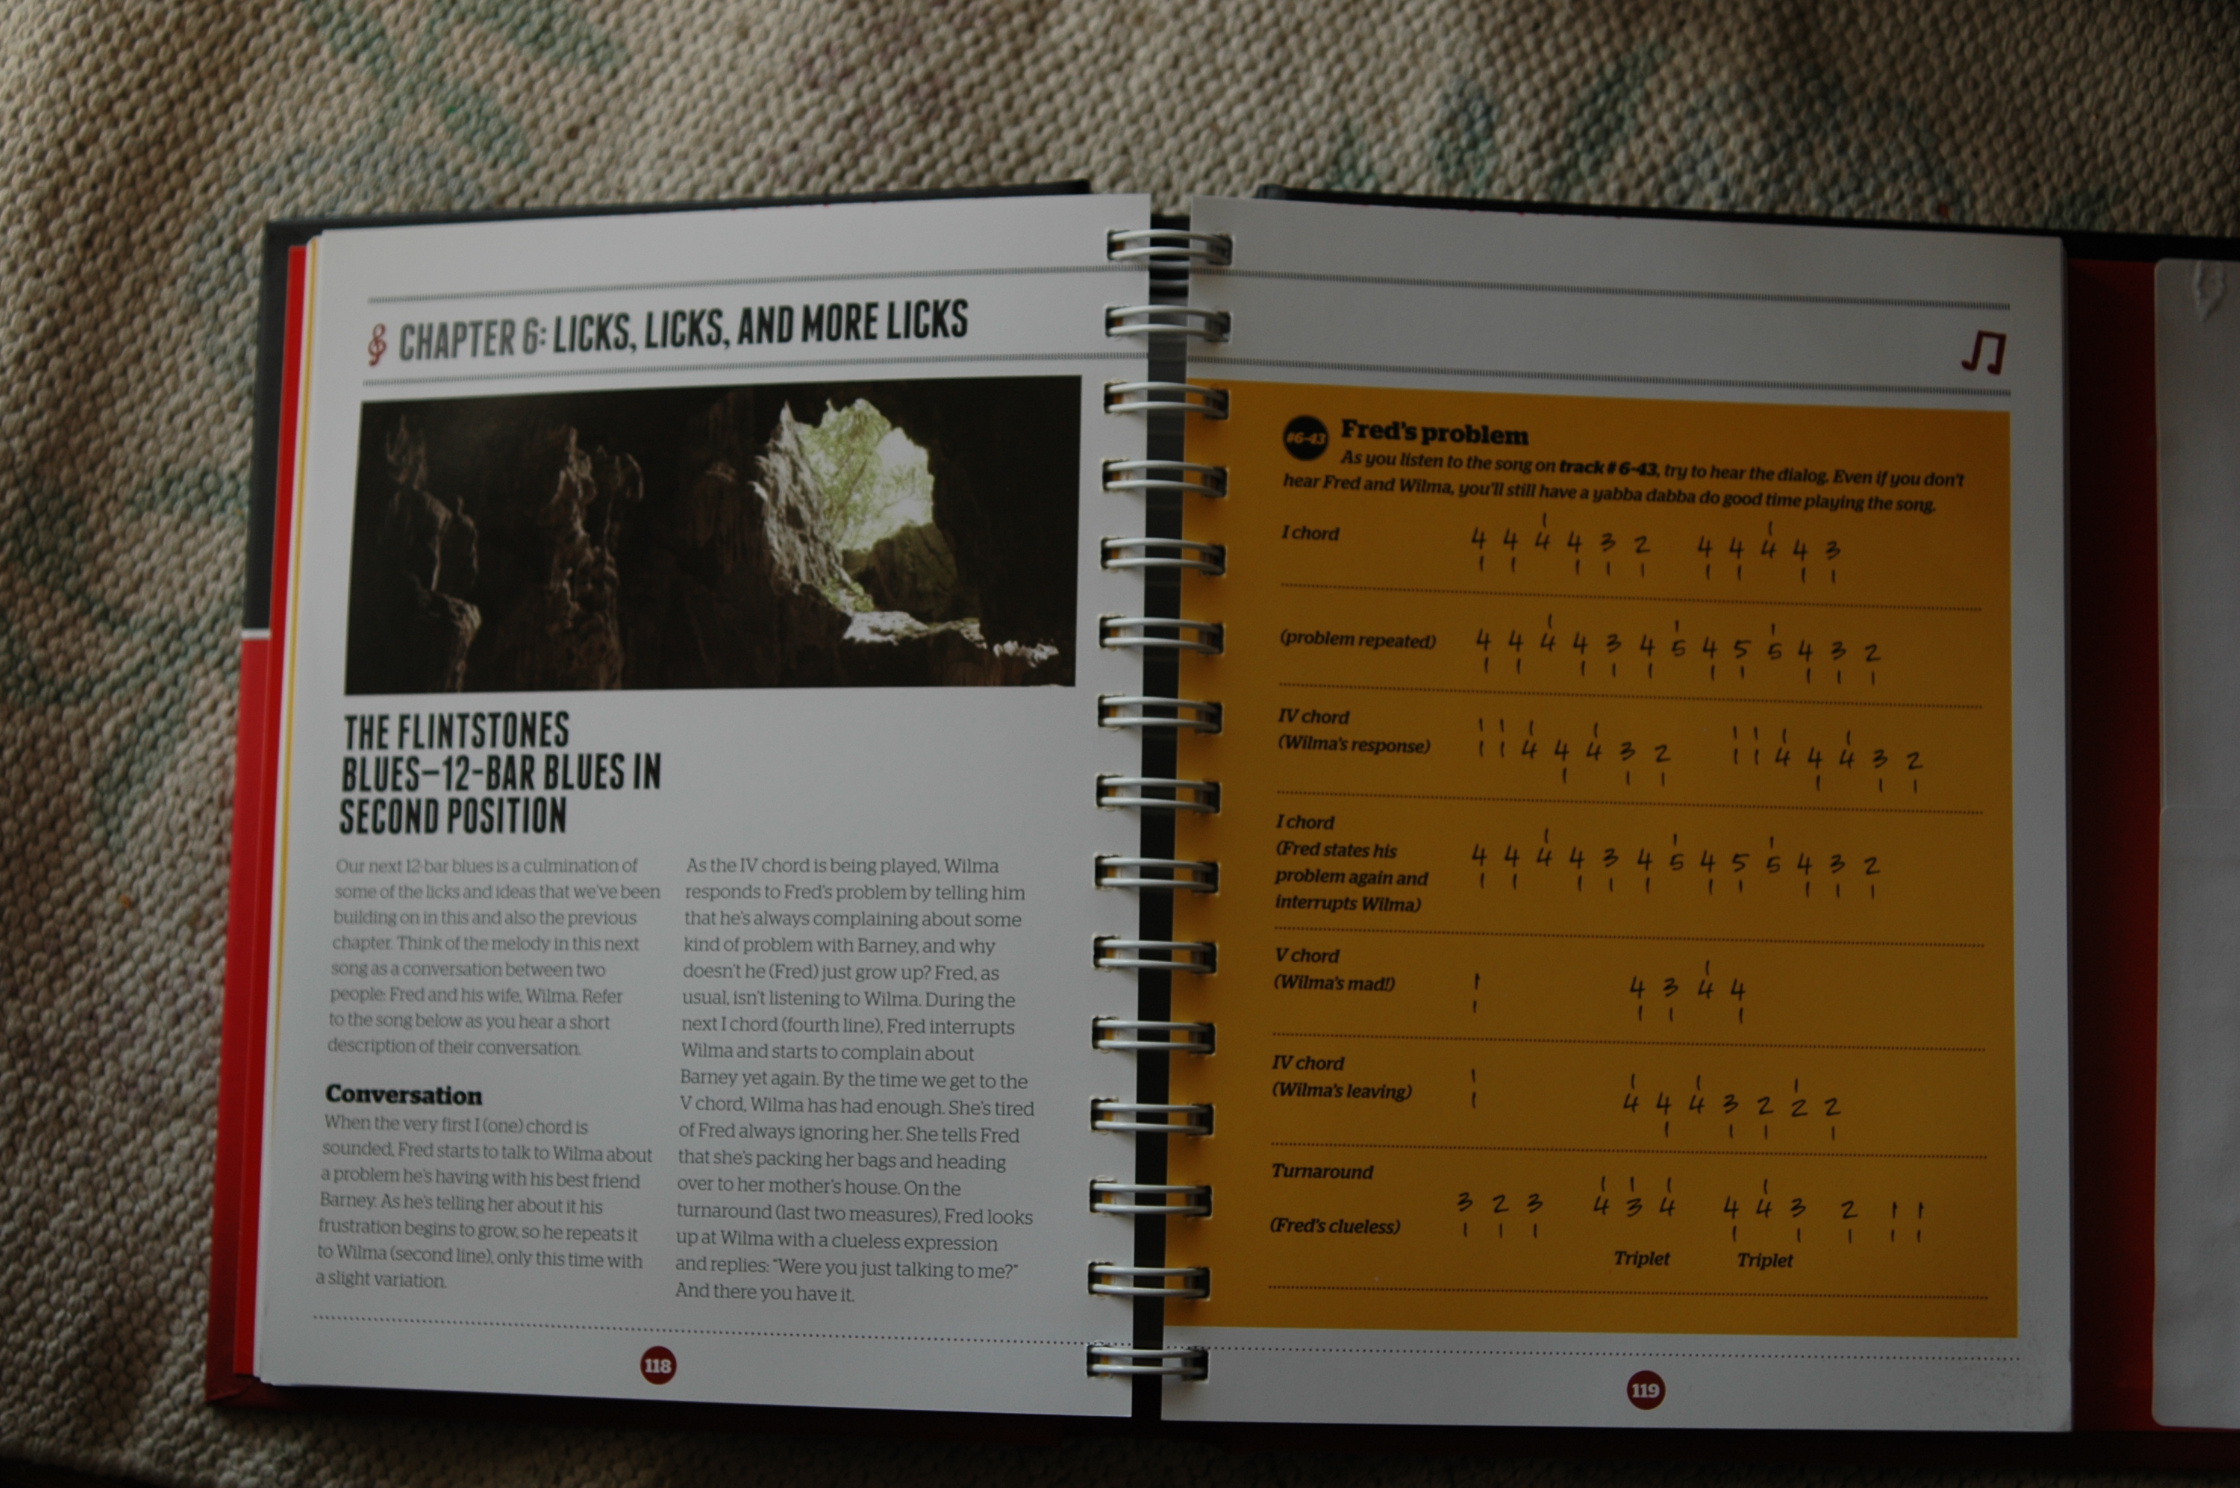 CHAPTER 6: LICKS, LICKS, AND MORE LICKS
THE FLINTSTONES
BLUES—12-BAR BLUES IN
SECOND POSITION
Our next 12-bar blues is a culmination of
some of the licks and ideas that we've been
building on in this and also the previous
chapter. Think of the melody in this next
song as a conversation between two
people: Fred and his wife, Wilma. Refer
to the song below as you hear a short
description of their conversation.
Conversation
When the very first I (one) chord is
sounded, Fred starts to talk to Wilma about
a problem he's having with his best friend
Barney. As he's telling her about it his
frustration begins to grow, so he repeats it
to Wilma (second line), only this time with
a slight variation.
As the IV chord is being played, Wilma
responds to Fred's problem by telling him
that he's always complaining about some
kind of problem with Barney, and why
doesn't he (Fred) just grow up? Fred, as
usual, isn't listening to Wilma. During the
next I chord (fourth line), Fred interrupts
Wilma and starts to complain about
Barney yet again. By the time we get to the
V chord, Wilma has had enough. She's tired
of Fred always ignoring her. She tells Fred
that she's packing her bags and heading
over to her mother's house. On the
turnaround (last two measures), Fred looks
up at Wilma with a clueless expression
and replies: "Were you just talking to me?"
And there you have it.
118
#6-43 Fred's problem
As you listen to the song on track # 6-43, try to hear the dialog. Even if you don't
hear Fred and Wilma, you'll still have a yabba dabba do good time playing the song.
I chord 4 4 4 4 3 2 4 4 4 4 3
(problem repeated) 4 4 4 4 3 4 5 4 5 5 4 3 2
IV chord
(Wilma's response) 1 1 4 4 4 3 2 1 1 4 4 4 3 2
I chord
(Fred states his 4 4 4 4 3 4 5 4 5 5 4 3 2
problem again and
interrupts Wilma)
V chord
(Wilma's mad!) 1 4 3 4 4
IV chord
(Wilma's leaving) 1 4 4 4 3 2 2 2
Turnaround
3 2 3 4 3 4 4 4 3 2 1 1
(Fred's clueless)
Triplet Triplet
119